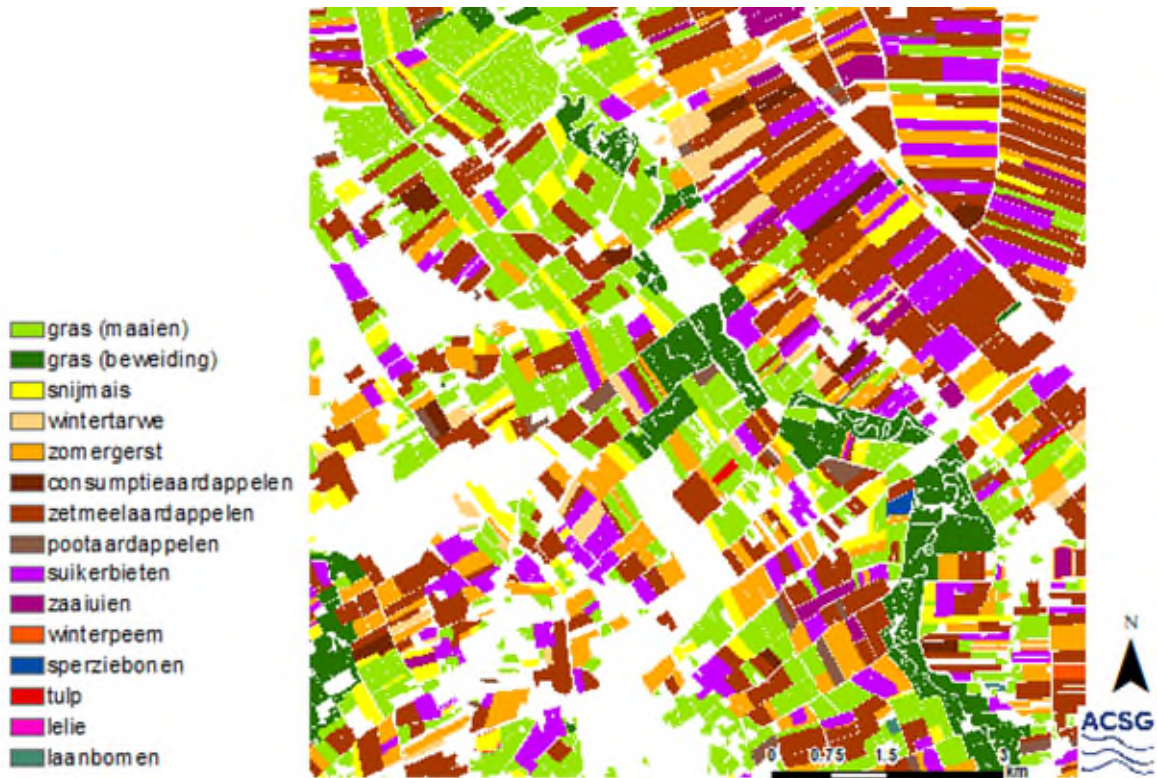 gras (maaien)
gras (beweiding)
snijmais
wintertarwe
zomergerst
consumptieaardappelen
zetmeelaardappelen
pootaardappelen
suikerbieten
zaaiuien
winterpeem
sperziebonen
tulp
lelie
laanbomen
N
ACSG
0 0.75 1.5 3
km